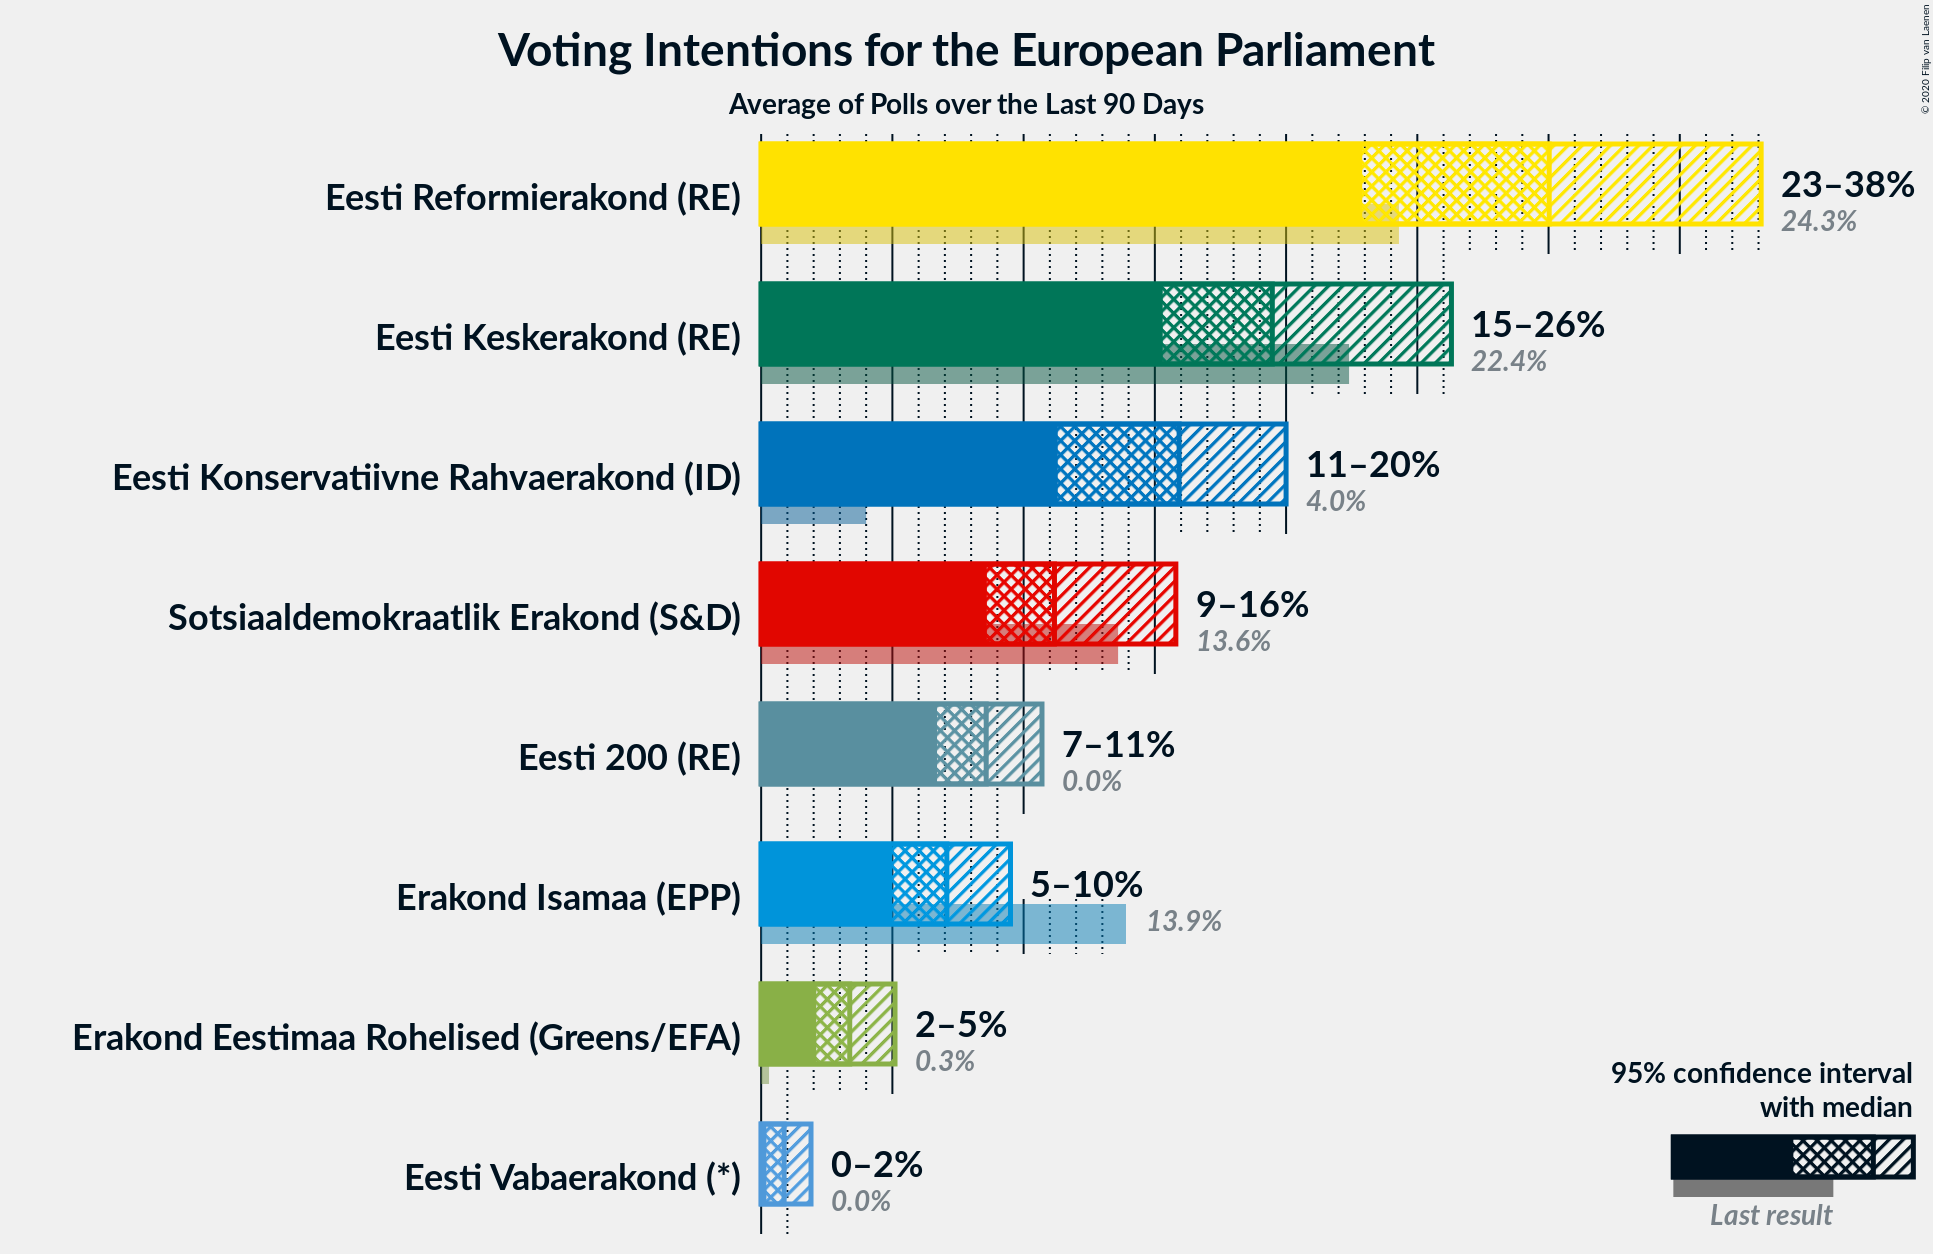 Voting Intentions for the European Parliament
Average of Polls over the Last 90 Days
© 2020 Filip van Laenen
Eesti Reformierakond (RE)
23–38%
24.3%
Eesti Keskerakond (RE)
15–26%
22.4%
Eesti Konservatiivne Rahvaerakond (ID)
11–20%
4.0%
Sotsiaaldemokraatlik Erakond (S&D)
9–16%
13.6%
Eesti 200 (RE)
7–11%
0.0%
Erakond Isamaa (EPP)
5–10%
13.9%
Erakond Eestimaa Rohelised (Greens/EFA)
2–5%
0.3%
Eesti Vabaerakond (*)
0–2%
0.0%
95% confidence interval
with median
Last result